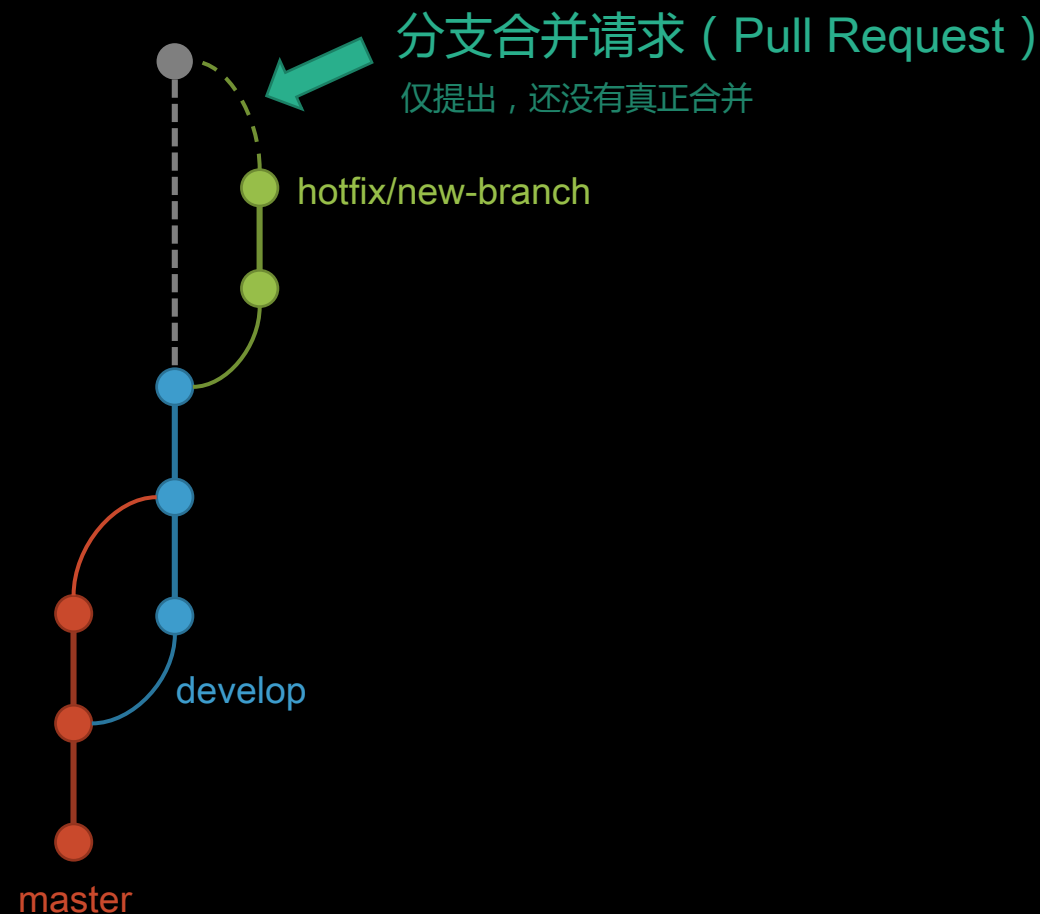 分支合并请求（Pull Request）
仅提出，还没有真正合并
hotfix/new-branch
develop
master